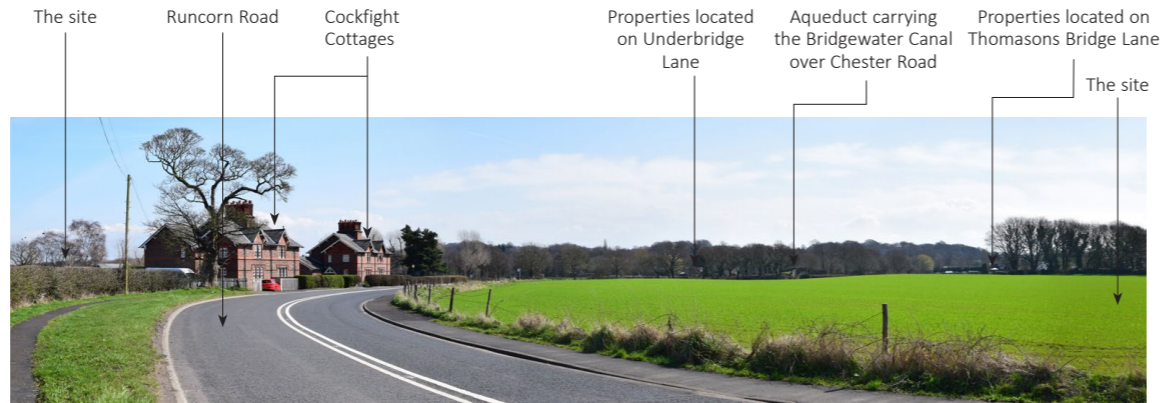 The site
Runcorn Road
Cockfight
Cottages
Properties located
on Underbridge
Lane
Aqueduct carrying
the Bridgewater Canal
over Chester Road
Properties located on
Thomasons Bridge Lane
The site